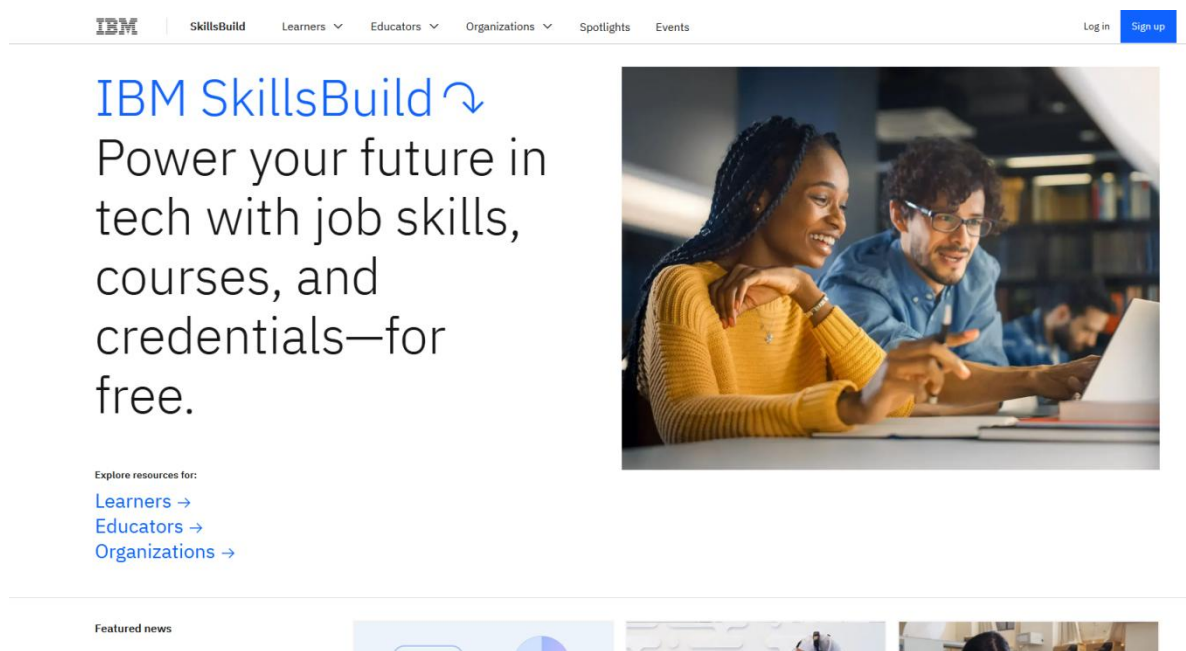 IBM SkillsBuild Learners Educators Organizations Spotlights Events Log in Sign up
IBM SkillsBuild
Power your future in
tech with job skills,
courses, and
credentials—for
free.
Explore resources for:
Learners →
Educators →
Organizations →
Featured news